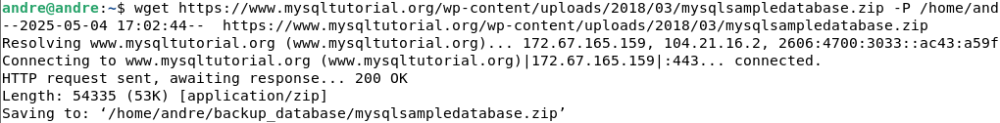 andre@andre:~$ wget https://www.mysqltutorial.org/wp-content/uploads/2018/03/mysqlsampledatabase.zip -P /home/and
--2025-05-04 17:02:44--  https://www.mysqltutorial.org/wp-content/uploads/2018/03/mysqlsampledatabase.zip
Resolving www.mysqltutorial.org (www.mysqltutorial.org)... 172.67.165.159, 104.21.16.2, 2606:4700:3033::ac43:a59f
Connecting to www.mysqltutorial.org (www.mysqltutorial.org)|172.67.165.159|:443... connected.
HTTP request sent, awaiting response... 200 OK
Length: 54335 (53K) [application/zip]
Saving to: ‘/home/andre/backup_database/mysqlsampledatabase.zip’